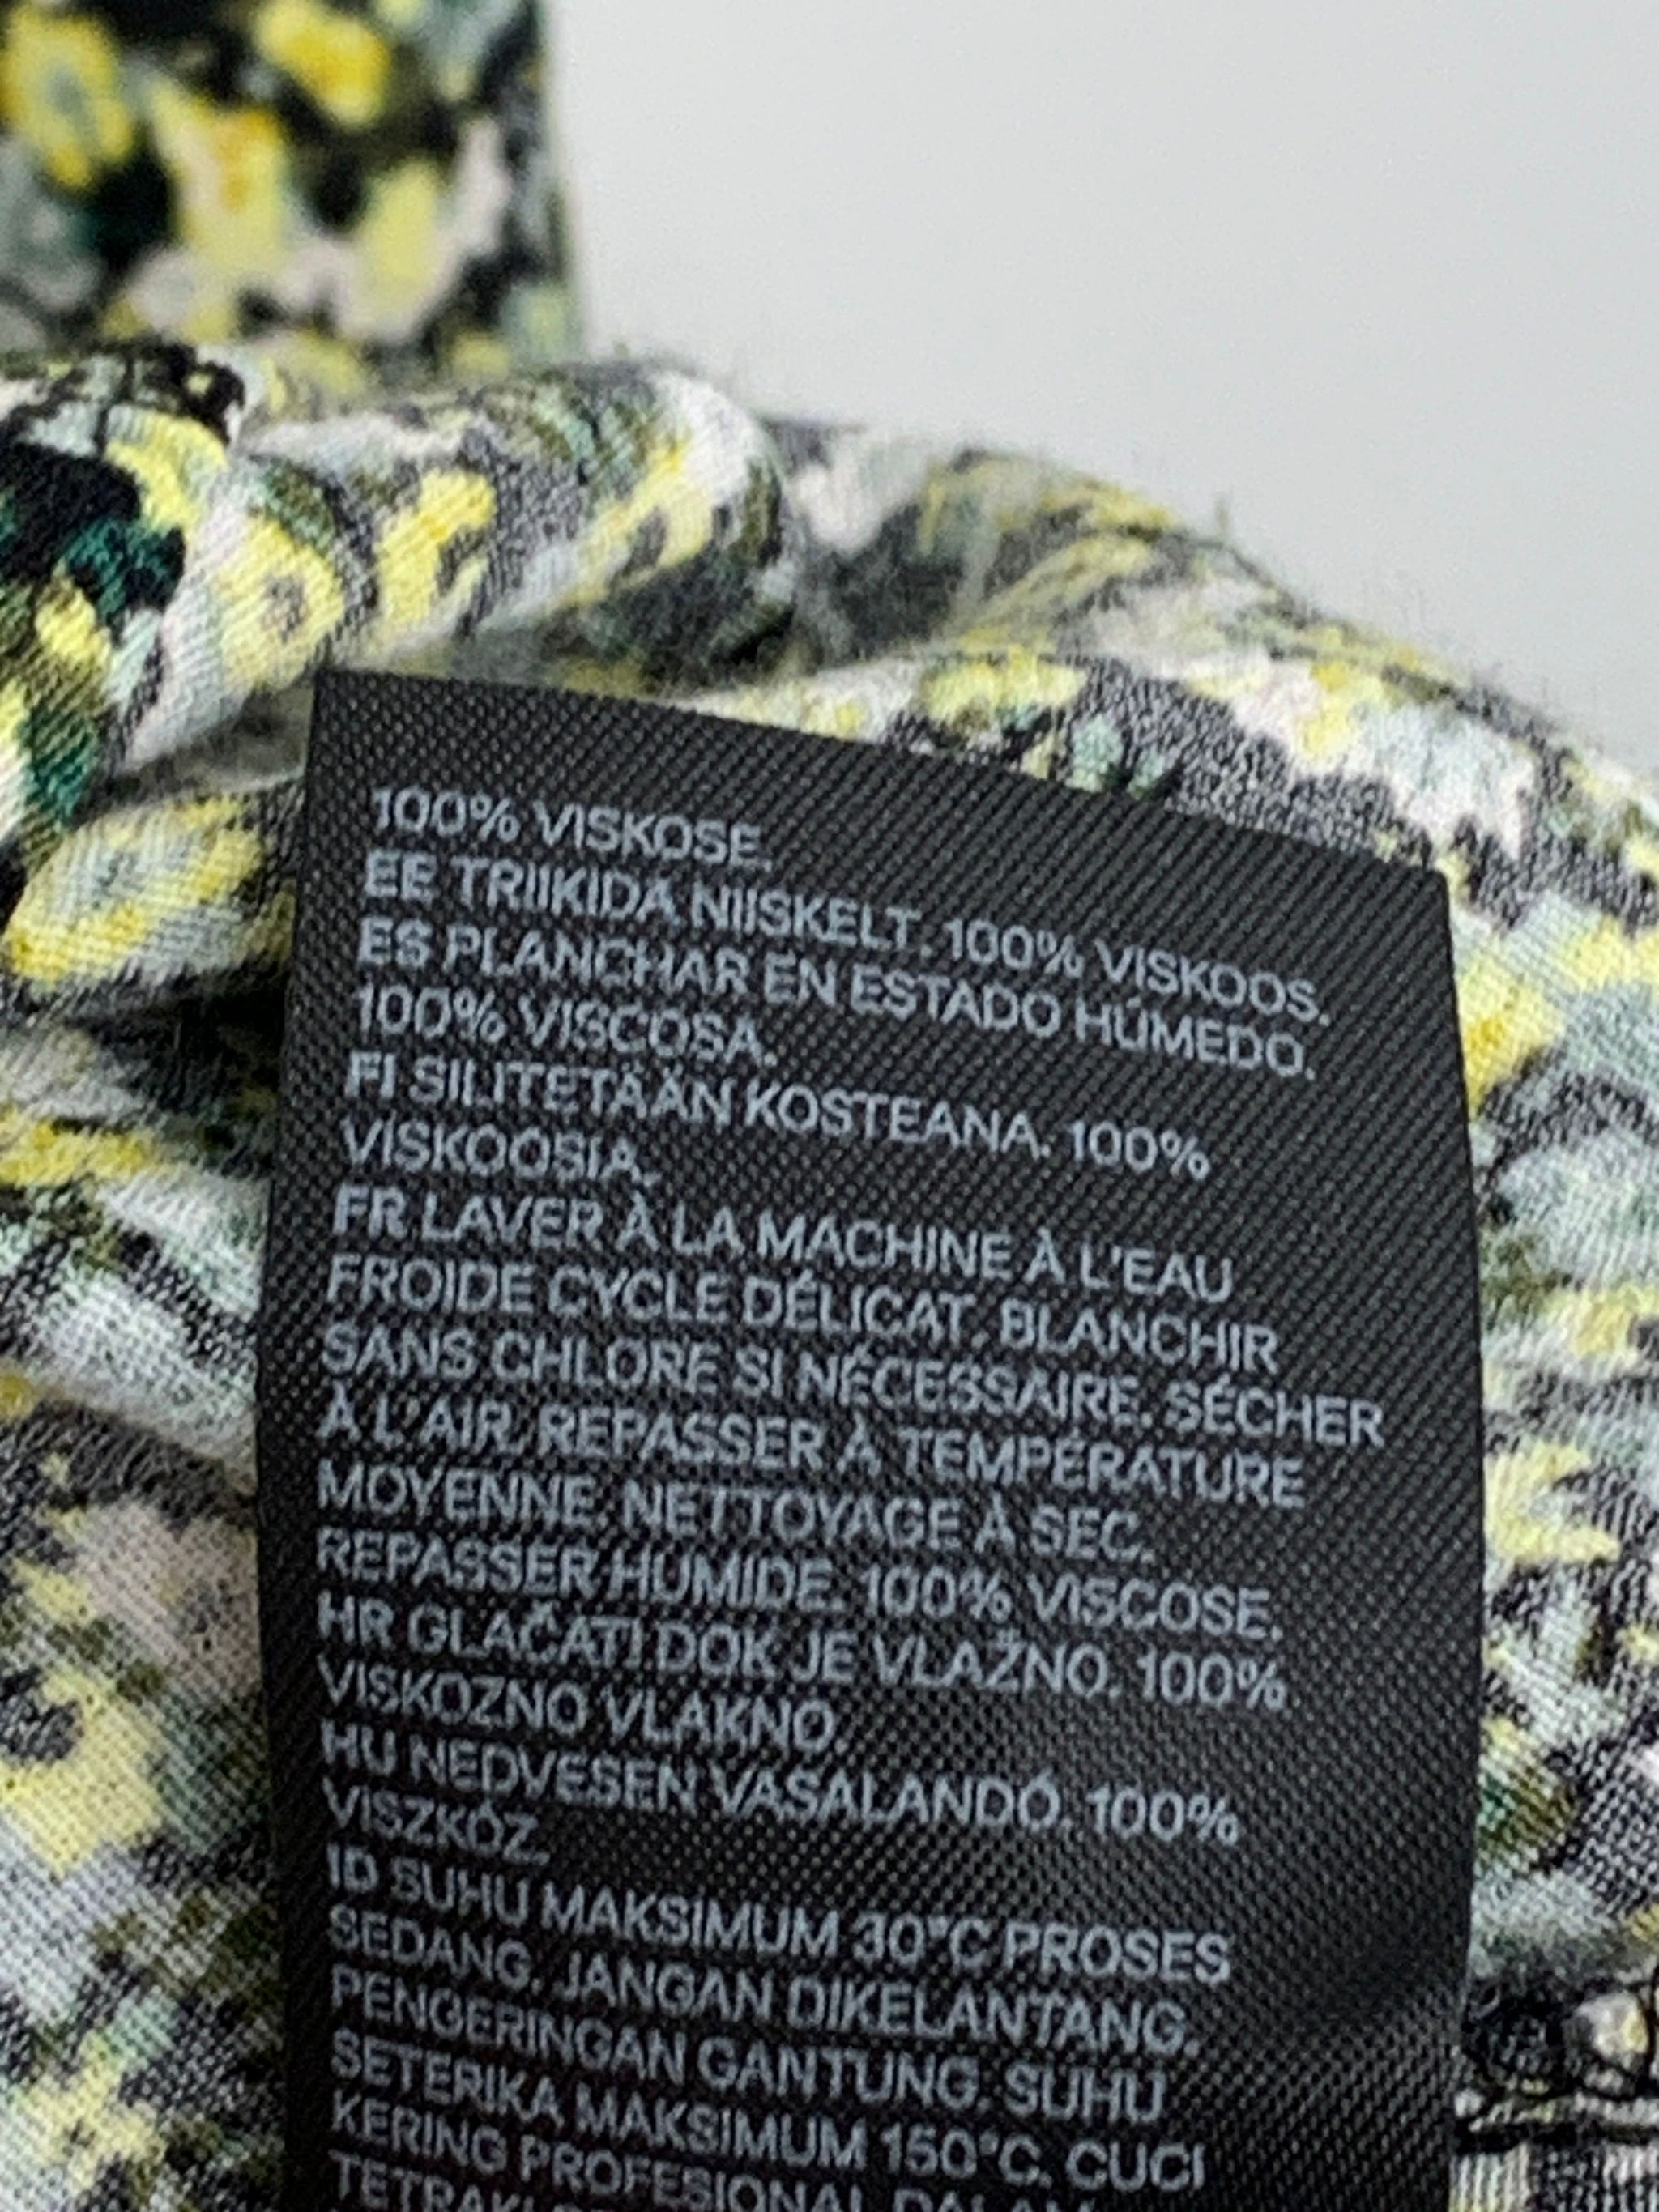 100% VISKOSE.
EE TRIIKIDA NIISKELT. 100% VISKOOS.
ES PLANCHAR EN ESTADO HÚMEDO.
100% VISCOSA.
FI SILITETÄÄN KOSTEANA. 100%
VISKOOSIA.
FR LAVER À LA MACHINE À L'EAU
FROIDE CYCLE DÉLICAT. BLANCHIR
SANS CHLORE SI NÉCESSAIRE. SÉCHER
À L'AIR. REPASSER À TEMPÉRATURE
MOYENNE. NETTOYAGE À SEC.
REPASSER HUMIDE. 100% VISCOSE.
HR GLAČATI DOK JE VLAŽNO. 100%
VISKOZNO VLAKNO
HU NEDVESEN VASALANDÓ. 100%
VISZKÓZ.
ID SUHU MAKSIMUM 30°C PROSES
SEDANG. JANGAN DIKELANTANG.
PENGERINGAN GANTUNG. SUHU
SETERIKA MAKSIMUM 150°C. CUCI
KERING PROFESIONAL DALAM